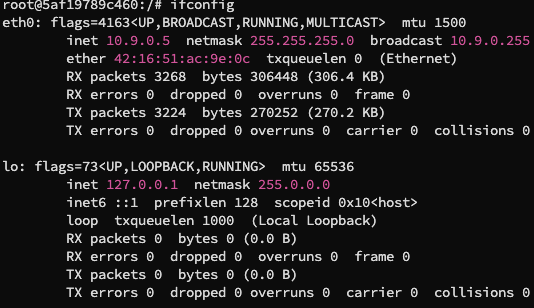 root@5af19789c460:/# ifconfig
eth0: flags=4163<UP,BROADCAST,RUNNING,MULTICAST>  mtu 1500
        inet 10.9.0.5  netmask 255.255.255.0  broadcast 10.9.0.255
        ether 42:16:51:ac:9e:0c  txqueuelen 0  (Ethernet)
        RX packets 3268  bytes 306448 (306.4 KB)
        RX errors 0  dropped 0  overruns 0  frame 0
        TX packets 3224  bytes 270252 (270.2 KB)
        TX errors 0  dropped 0 overruns 0  carrier 0  collisions 0

lo: flags=73<UP,LOOPBACK,RUNNING>  mtu 65536
        inet 127.0.0.1  netmask 255.0.0.0
        inet6 ::1  prefixlen 128  scopeid 0x10<host>
        loop  txqueuelen 1000  (Local Loopback)
        RX packets 0  bytes 0 (0.0 B)
        RX errors 0  dropped 0  overruns 0  frame 0
        TX packets 0  bytes 0 (0.0 B)
        TX errors 0  dropped 0 overruns 0  carrier 0  collisions 0